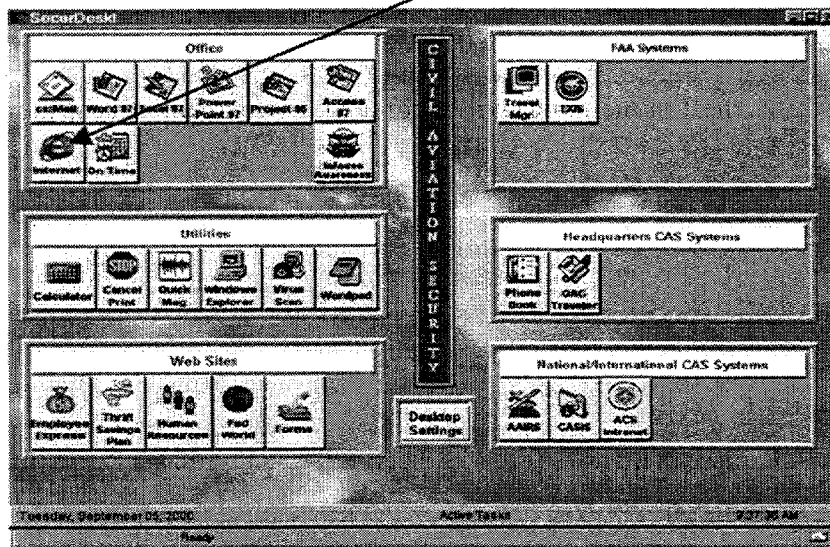 SecurDesk!
Office
ccMail
Word 97
Excel 97
Power Point 97
Project 95
Access 97
Internet
On Time
Infosec Awareness
Utilities
Calculator
Cancel Print
Quick Msg
Windows Explorer
Virus Scan
Wordpad
Web Sites
Employee Express
Thrift Savings Plan
Human Resources
Fed World
Forms
CIVIL AVIATION SECURITY
Desktop Settings
FAA Systems
Travel Mgr.
Headquarters CAS Systems
Phone Book
OAG Traveler
National/International CAS Systems
AAIRS
CASIS
ACS Intranet
Tuesday, September 05, 2000
Active Tasks
Ready